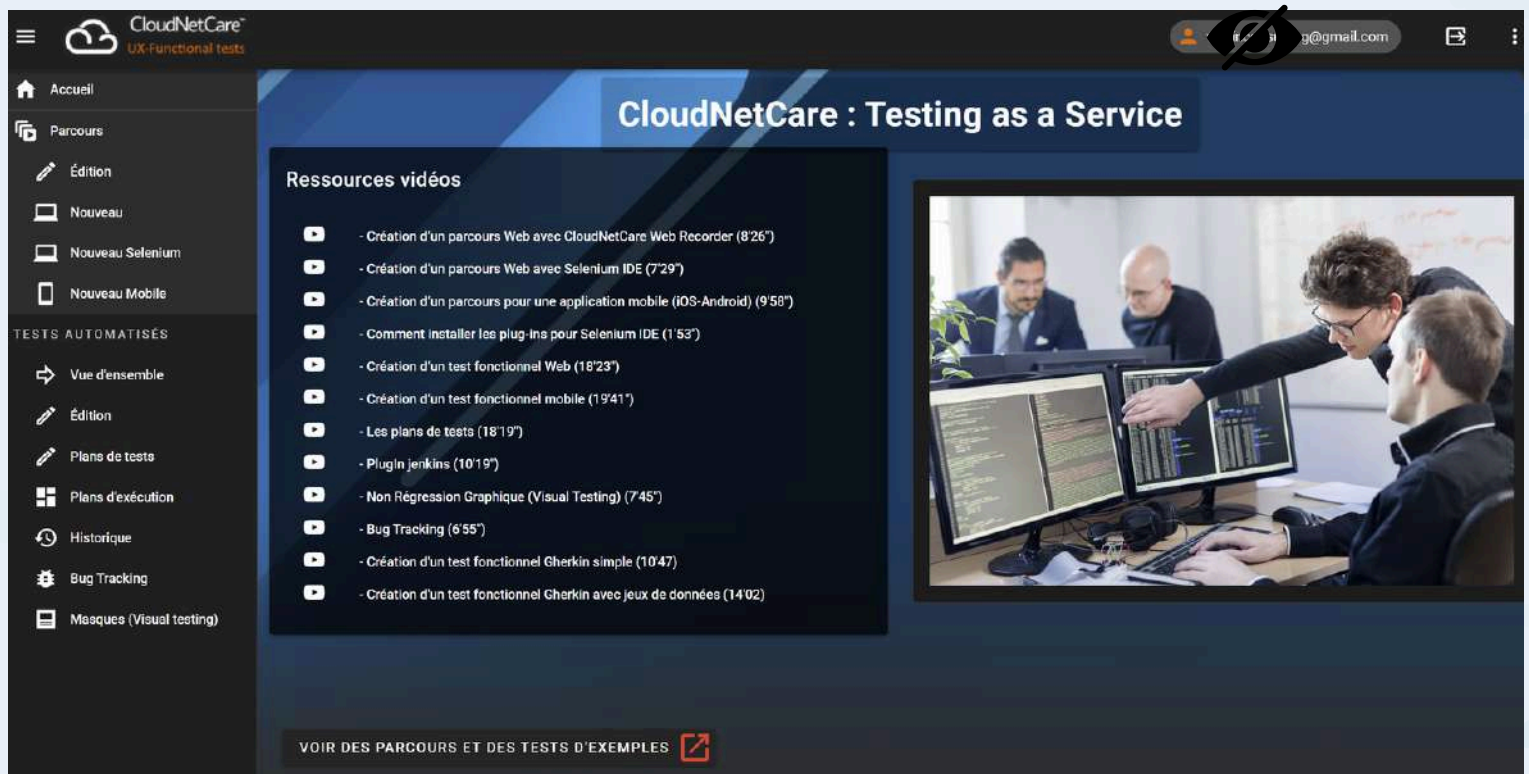 CloudNetCare™
UX-Functional tests
g@gmail.com
Accueil
Parcours
Édition
Nouveau
Nouveau Selenium
Nouveau Mobile
TESTS AUTOMATISÉS
Vue d'ensemble
Édition
Plans de tests
Plans d'exécution
Historique
Bug Tracking
Masques (Visual testing)
CloudNetCare : Testing as a Service
Ressources vidéos
- Création d'un parcours Web avec CloudNetCare Web Recorder (8'26")
- Création d'un parcours Web avec Selenium IDE (7'29")
- Création d'un parcours pour une application mobile (iOS-Android) (9'58")
- Comment installer les plug-ins pour Selenium IDE (1'53")
- Création d'un test fonctionnel Web (18'23")
- Création d'un test fonctionnel mobile (19'41")
- Les plans de tests (18'19")
- PlugIn jenkins (10'19")
- Non Régression Graphique (Visual Testing) (7'45")
- Bug Tracking (6'55")
- Création d'un test fonctionnel Gherkin simple (10'47)
- Création d'un test fonctionnel Gherkin avec jeux de données (14'02)
VOIR DES PARCOURS ET DES TESTS D'EXEMPLES